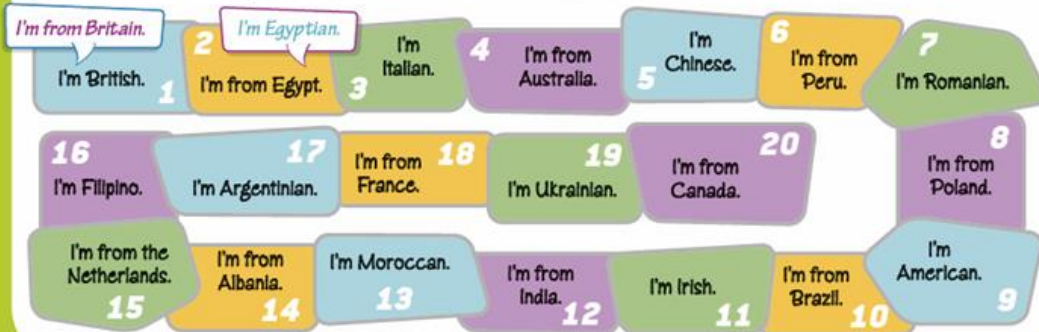 I'm from Britain.
I'm Egyptian.
I'm British.
1
2
I'm from Egypt.
I'm
Italian.
3
4
I'm from
Australia.
I'm
Chinese.
5
6
I'm from
Peru.
7
I'm Romanian.
8
I'm from
Poland.
I'm
American.
9
I'm from
Brazil.
10
I'm Irish.
11
I'm from
India.
12
I'm Moroccan.
13
I'm from
Albania.
14
I'm from the
Netherlands.
15
16
I'm Filipino.
17
I'm Argentinian.
18
I'm from
France.
19
I'm Ukrainian.
20
I'm from
Canada.